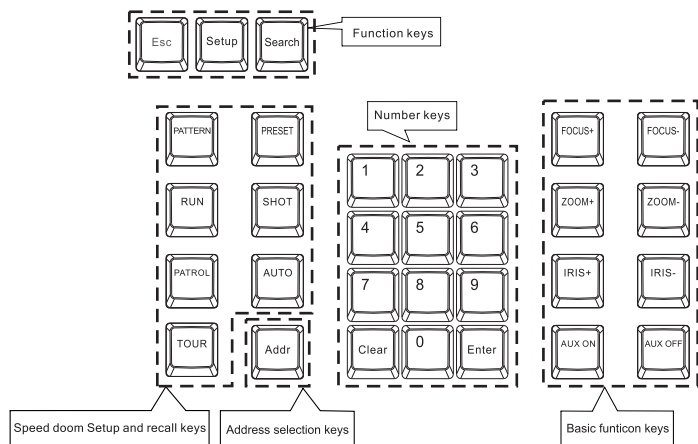 Esc Setup Search Function keys
Number keys
PATTERN PRESET FOCUS+ FOCUS-
1 2 3
RUN SHOT ZOOM+ ZOOM-
4 5 6
PATROL AUTO IRIS+ IRIS-
7 8 9
TOUR Addr Clear 0 Enter AUX ON AUX OFF
Speed doom Setup and recall keys Address selection keys Basic funticon keys